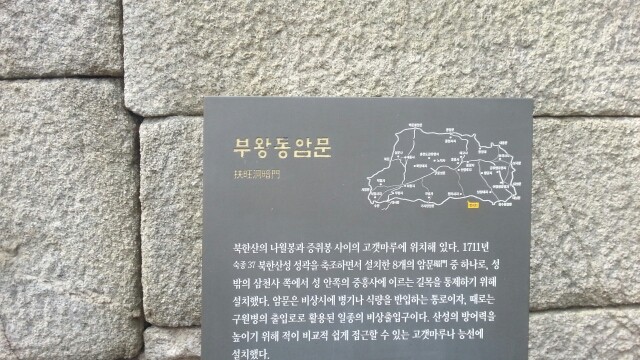 부왕동암문
扶旺洞暗門
북한산의 나월봉과 증취봉 사이의 고갯마루에 위치해 있다. 1711년
숙종 37 북한산성 성곽을 축조하면서 설치한 8개의 암문暗門 중 하나로, 성
밖의 삼천사 쪽에서 성 안쪽의 중흥사에 이르는 길목을 통제하기 위해
설치했다. 암문은 비상시에 병기나 식량을 반입하는 통로이자, 때로는
구원병의 출입로로 활용된 일종의 비상출입구이다. 산성의 방어력을
높이기 위해 적이 비교적 쉽게 접근할 수 있는 고갯마루나 능선에
설치했다.